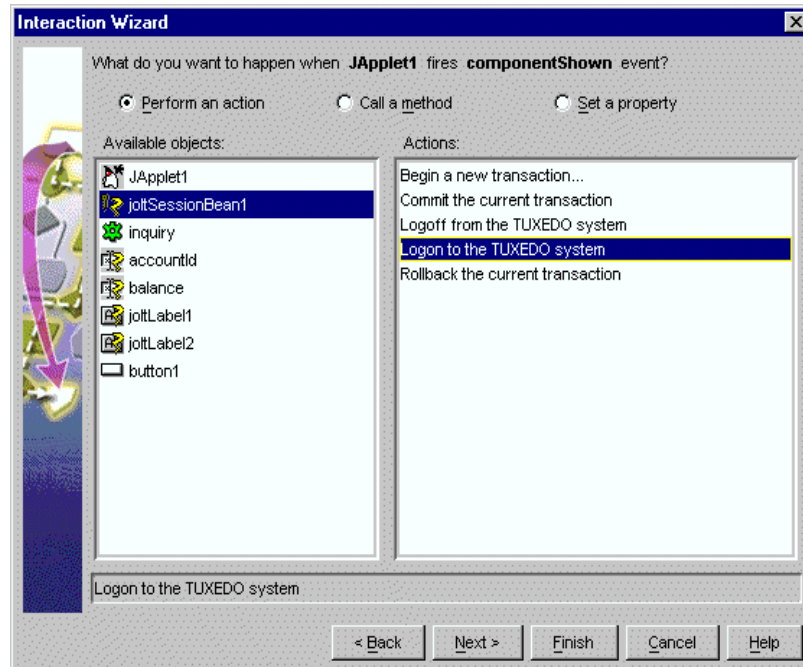 Interaction Wizard
What do you want to happen when JApplet1 fires componentShown event?
Perform an action Call a method Set a property
Available objects:
JApplet1
joltSessionBean1
inquiry
accountId
balance
joltLabel1
joltLabel2
button1
Actions:
Begin a new transaction...
Commit the current transaction
Logoff from the TUXEDO system
Logon to the TUXEDO system
Rollback the current transaction
Logon to the TUXEDO system
< Back Next > Finish Cancel Help